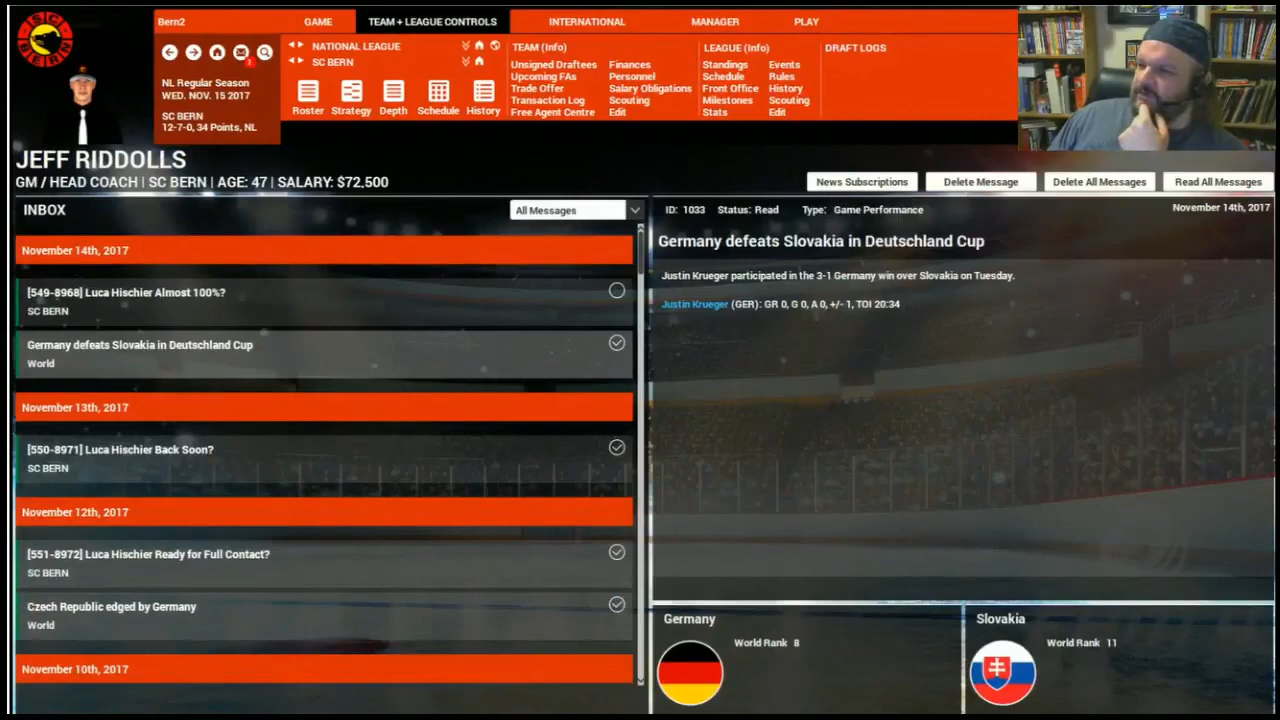 SC BERN
Bern2
GAME
TEAM + LEAGUE CONTROLS
INTERNATIONAL
MANAGER
PLAY
NL Regular Season
WED. NOV. 15 2017
SC BERN
12-7-0, 34 Points, NL
NATIONAL LEAGUE
SC BERN
Roster Strategy Depth Schedule History
TEAM (Info)
Unsigned Draftees Finances
Upcoming FAs Personnel
Trade Offer Salary Obligations
Transaction Log Scouting
Free Agent Centre Edit
LEAGUE (Info)
Standings Events
Schedule Rules
Front Office History
Milestones Scouting
Stats Edit
DRAFT LOGS
JEFF RIDDOLLS
GM / HEAD COACH | SC BERN | AGE: 47 | SALARY: $72,500
News Subscriptions Delete Message Delete All Messages Read All Messages
INBOX
All Messages
November 14th, 2017
[549-8968] Luca Hischier Almost 100%?
SC BERN
Germany defeats Slovakia in Deutschland Cup
World
November 13th, 2017
[550-8971] Luca Hischier Back Soon?
SC BERN
November 12th, 2017
[551-8972] Luca Hischier Ready for Full Contact?
SC BERN
Czech Republic edged by Germany
World
November 10th, 2017
ID: 1033 Status: Read Type: Game Performance November 14th, 2017
Germany defeats Slovakia in Deutschland Cup
Justin Krueger participated in the 3-1 Germany win over Slovakia on Tuesday.
Justin Krueger (GER): GR 0, G 0, A 0, +/- 1, TOI 20:34
Germany
World Rank 8
Slovakia
World Rank 11